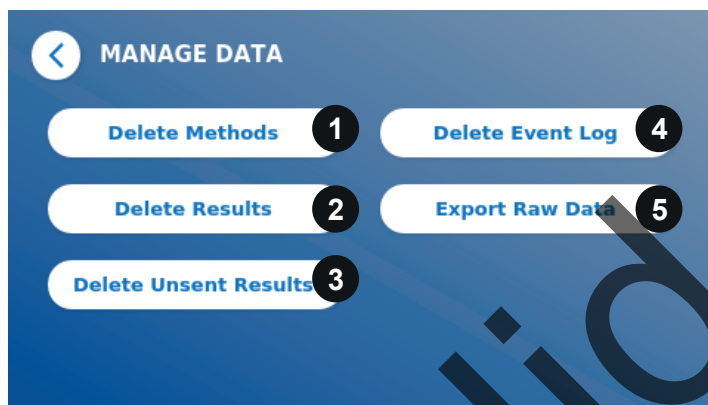 MANAGE DATA
Delete Methods 1
Delete Results 2
Delete Unsent Results 3
Delete Event Log 4
Export Raw Data 5